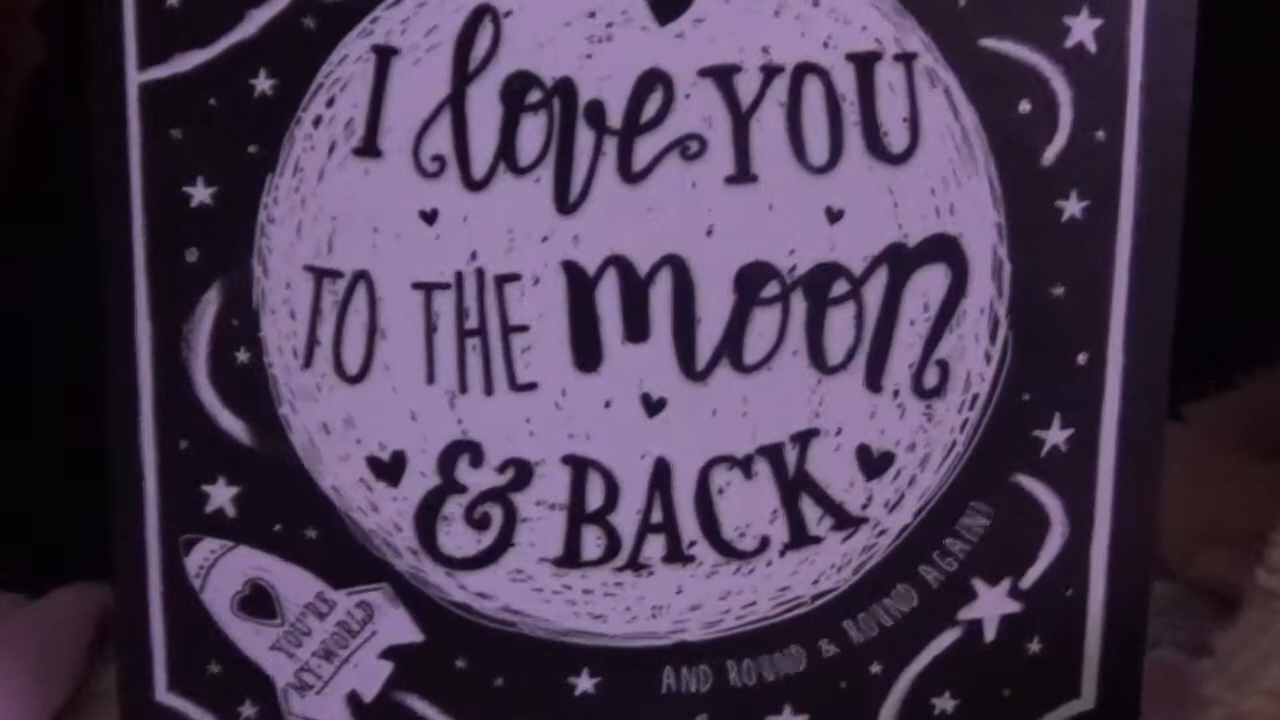 I love YOU
TO THE moon
& BACK
AND ROUND & ROUND AGAIN!
YOU'RE
MY WORLD